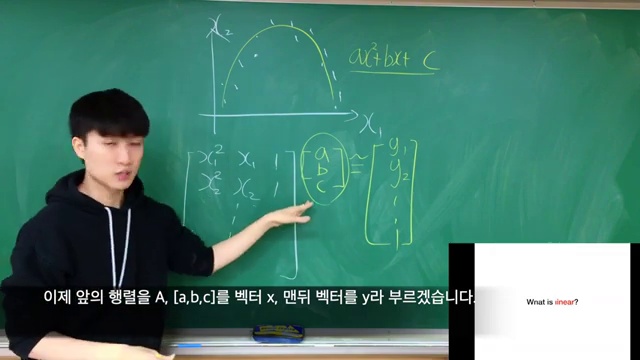 x₂
ax²+bx+c
x₁
x₁² x₁ 1 a ≃ y₁
x₂² x₂ 1 b y₂
c
이제 앞의 행렬을 A, [a,b,c]를 벡터 x, 맨뒤 벡터를 y라 부르겠습니다.
What is linear?